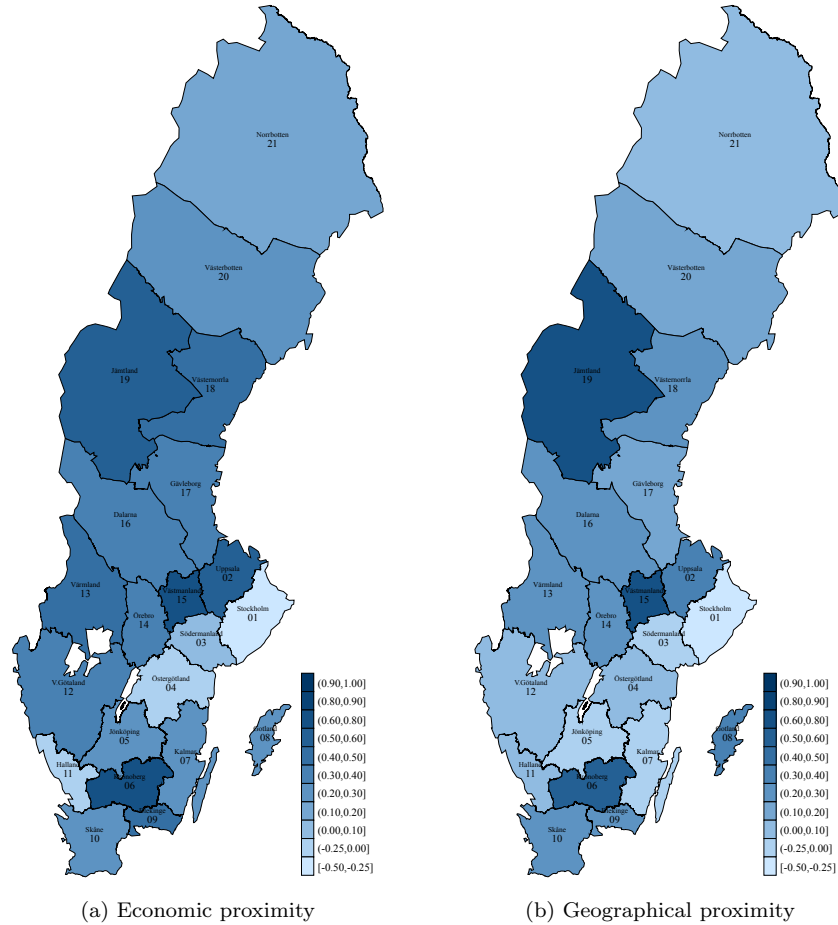 Norrbotten
21
Västerbotten
20
Jämtland
19
Västernorrla
18
Gävleborg
17
Dalarna
16
Uppsala
02
Värmland
13
Västmanland
15
Örebro
14
Stockholm
01
Södermanland
03
V.Götaland
12
Östergötland
04
Jönköping
05
Kalmar
07
Gotland
08
Halland
11
Kronoberg
06
Blekinge
09
Skåne
10
(0.90,1.00]
(0.80,0.90]
(0.60,0.80]
(0.50,0.60]
(0.40,0.50]
(0.30,0.40]
(0.20,0.30]
(0.10,0.20]
(0.00,0.10]
(-0.25,0.00]
[-0.50,-0.25]
(a) Economic proximity
Norrbotten
21
Västerbotten
20
Jämtland
19
Västernorrla
18
Gävleborg
17
Dalarna
16
Uppsala
02
Värmland
13
Västmanland
15
Örebro
14
Stockholm
01
Södermanland
03
V.Götaland
12
Östergötland
04
Jönköping
05
Kalmar
07
Gotland
08
Halland
11
Kronoberg
06
Blekinge
09
Skåne
10
(0.90,1.00]
(0.80,0.90]
(0.60,0.80]
(0.50,0.60]
(0.40,0.50]
(0.30,0.40]
(0.20,0.30]
(0.10,0.20]
(0.00,0.10]
(-0.25,0.00]
[-0.50,-0.25]
(b) Geographical proximity